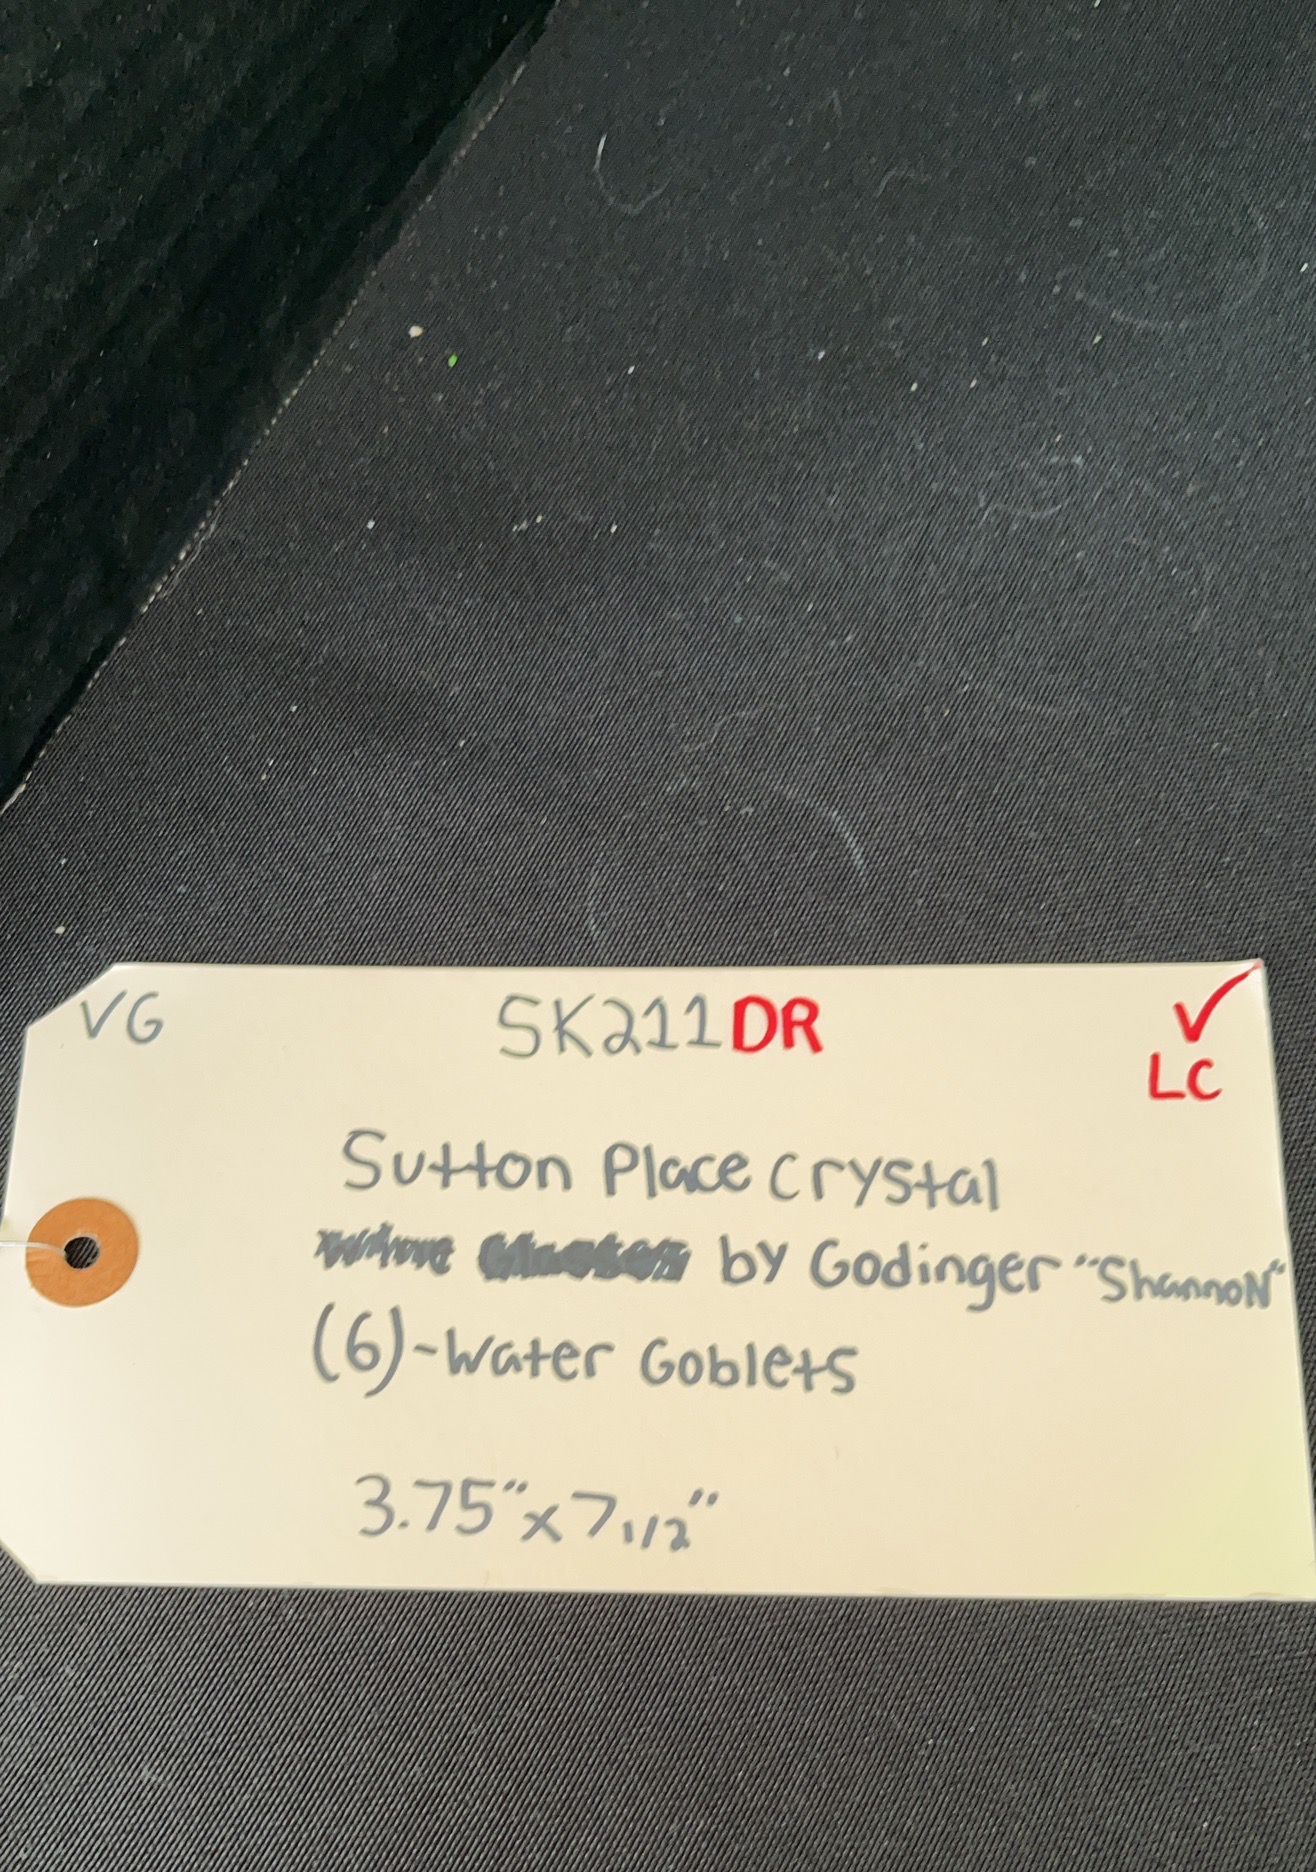 VG SK211DR ✓
LC
Sutton Place Crystal
by Godinger "Shannon"
(6)-Water Goblets
3.75"x7 1/2"